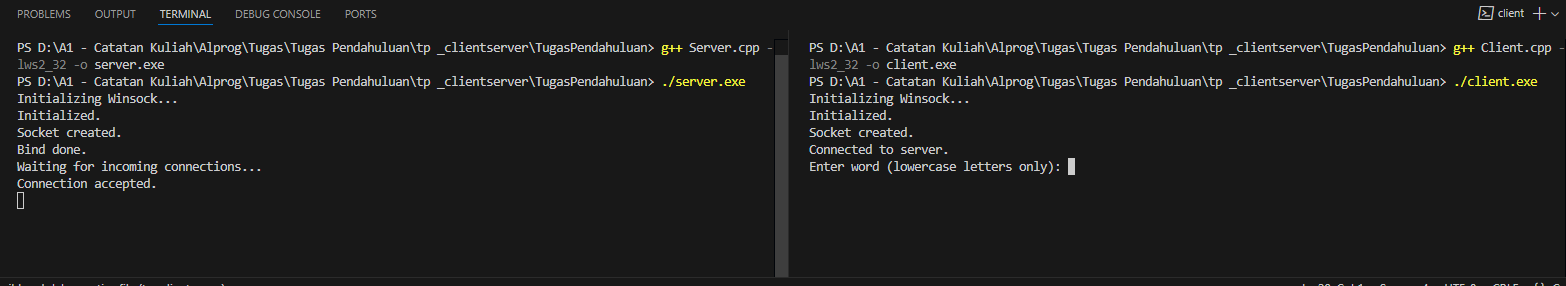 PROBLEMS OUTPUT TERMINAL DEBUG CONSOLE PORTS
client
PS D:\A1 - Catatan Kuliah\Alprog\Tugas\Tugas Pendahuluan\tp _clientserver\TugasPendahuluan> g++ Server.cpp -
lws2_32 -o server.exe
PS D:\A1 - Catatan Kuliah\Alprog\Tugas\Tugas Pendahuluan\tp _clientserver\TugasPendahuluan> ./server.exe
Initializing Winsock...
Initialized.
Socket created.
Bind done.
Waiting for incoming connections...
Connection accepted.
PS D:\A1 - Catatan Kuliah\Alprog\Tugas\Tugas Pendahuluan\tp _clientserver\TugasPendahuluan> g++ Client.cpp -
lws2_32 -o client.exe
PS D:\A1 - Catatan Kuliah\Alprog\Tugas\Tugas Pendahuluan\tp _clientserver\TugasPendahuluan> ./client.exe
Initializing Winsock...
Initialized.
Socket created.
Connected to server.
Enter word (lowercase letters only):